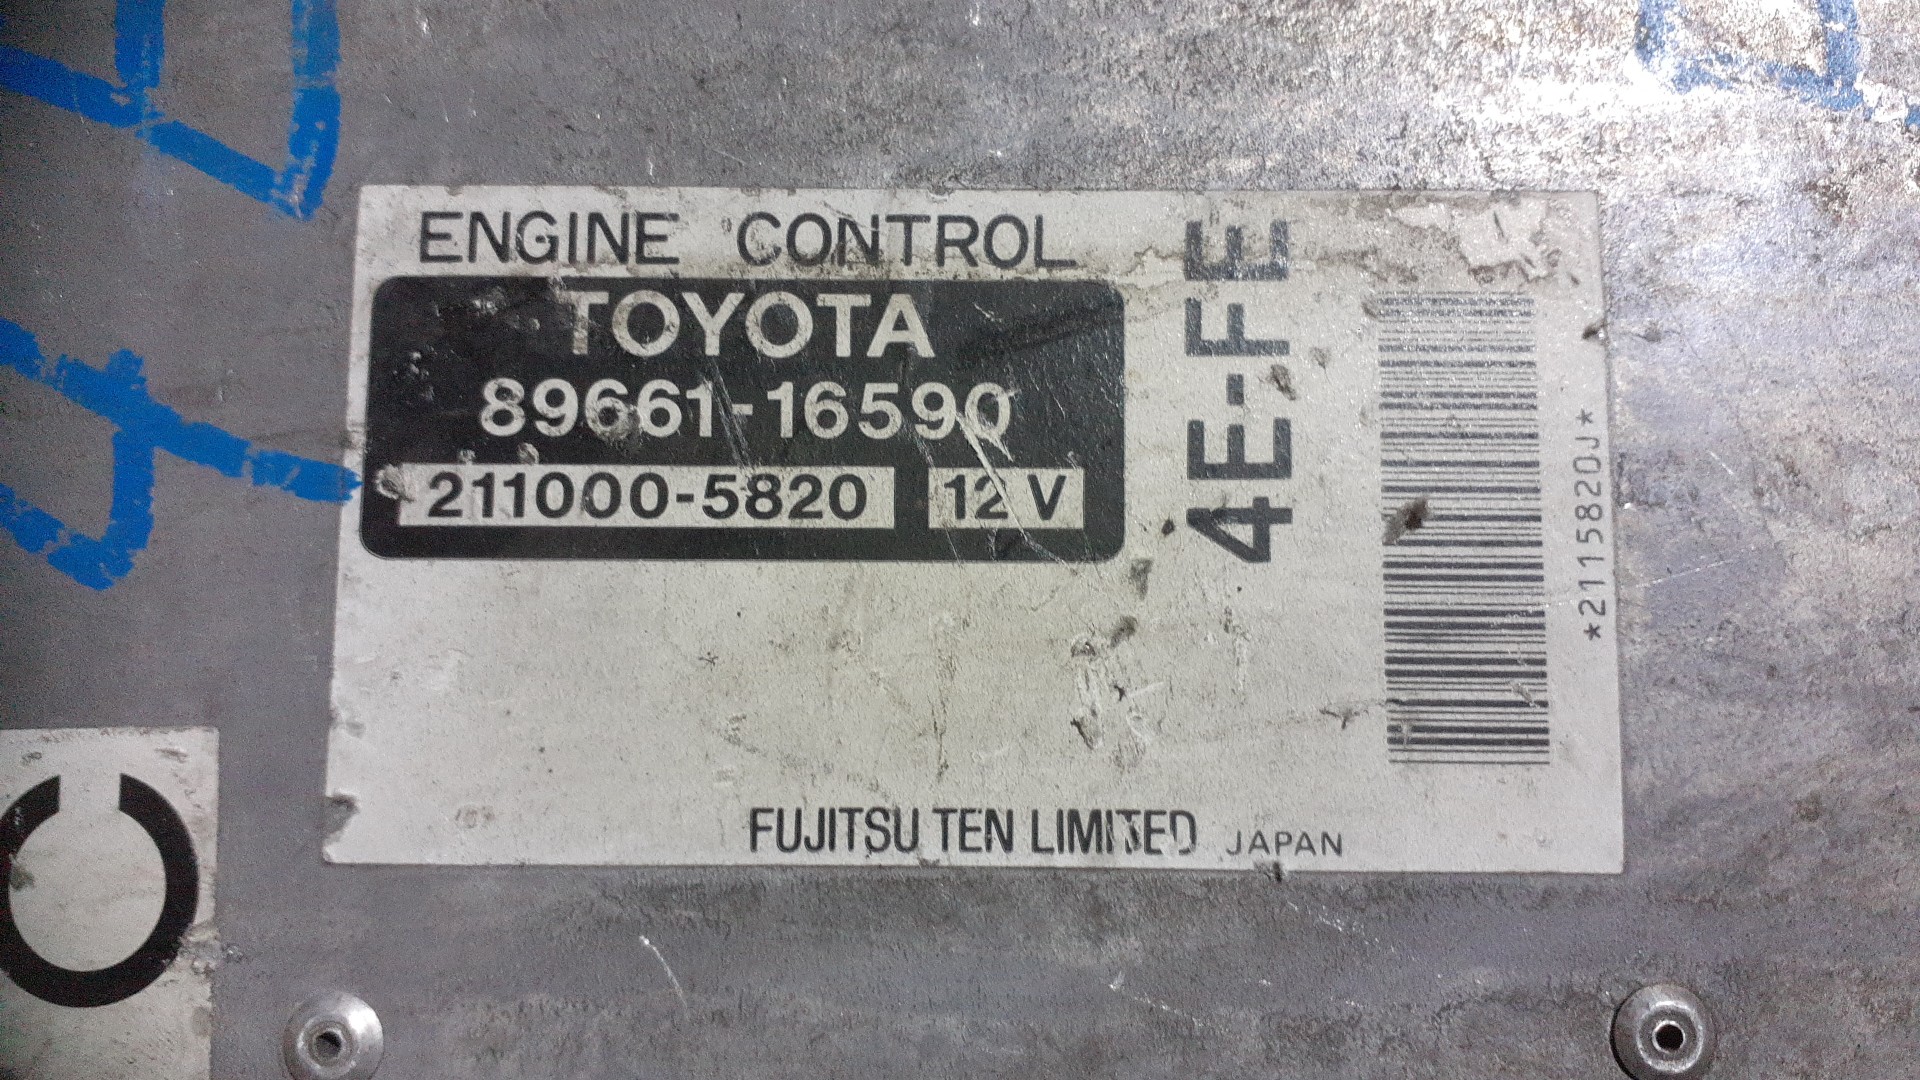 ENGINE CONTROL
TOYOTA
89661-16590
211000-5820 12 V
4E-FE
*2115820J*
FUJITSU TEN LIMITED JAPAN